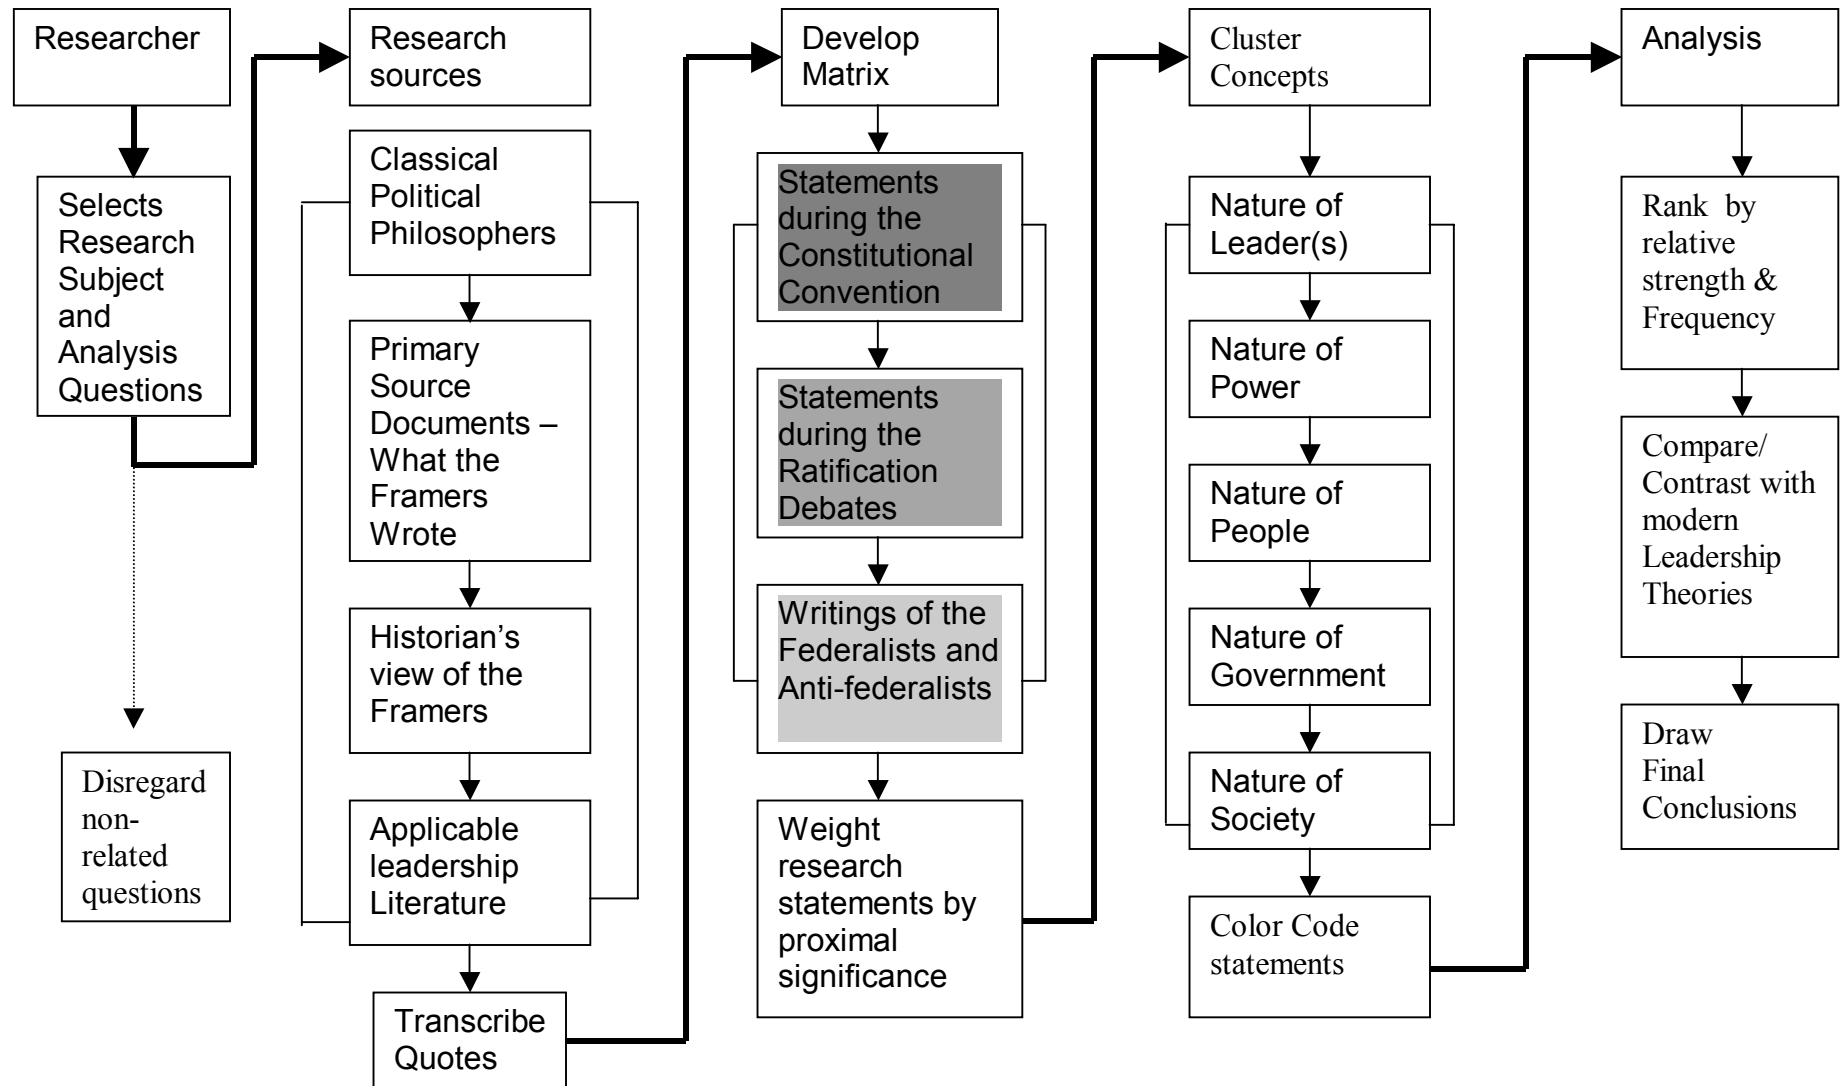 Researcher
Selects
Research
Subject
and
Analysis
Questions
Disregard
non-
related
questions
Research
sources
Classical
Political
Philosophers
Primary
Source
Documents –
What the
Framers
Wrote
Historian’s
view of the
Framers
Applicable
leadership
Literature
Transcribe
Quotes
Develop
Matrix
Statements
during the
Constitutional
Convention
Statements
during the
Ratification
Debates
Writings of the
Federalists and
Anti-federalists
Weight
research
statements by
proximal
significance
Cluster
Concepts
Nature of
Leader(s)
Nature of
Power
Nature of
People
Nature of
Government
Nature of
Society
Color Code
statements
Analysis
Rank by
relative
strength &
Frequency
Compare/
Contrast with
modern
Leadership
Theories
Draw
Final
Conclusions